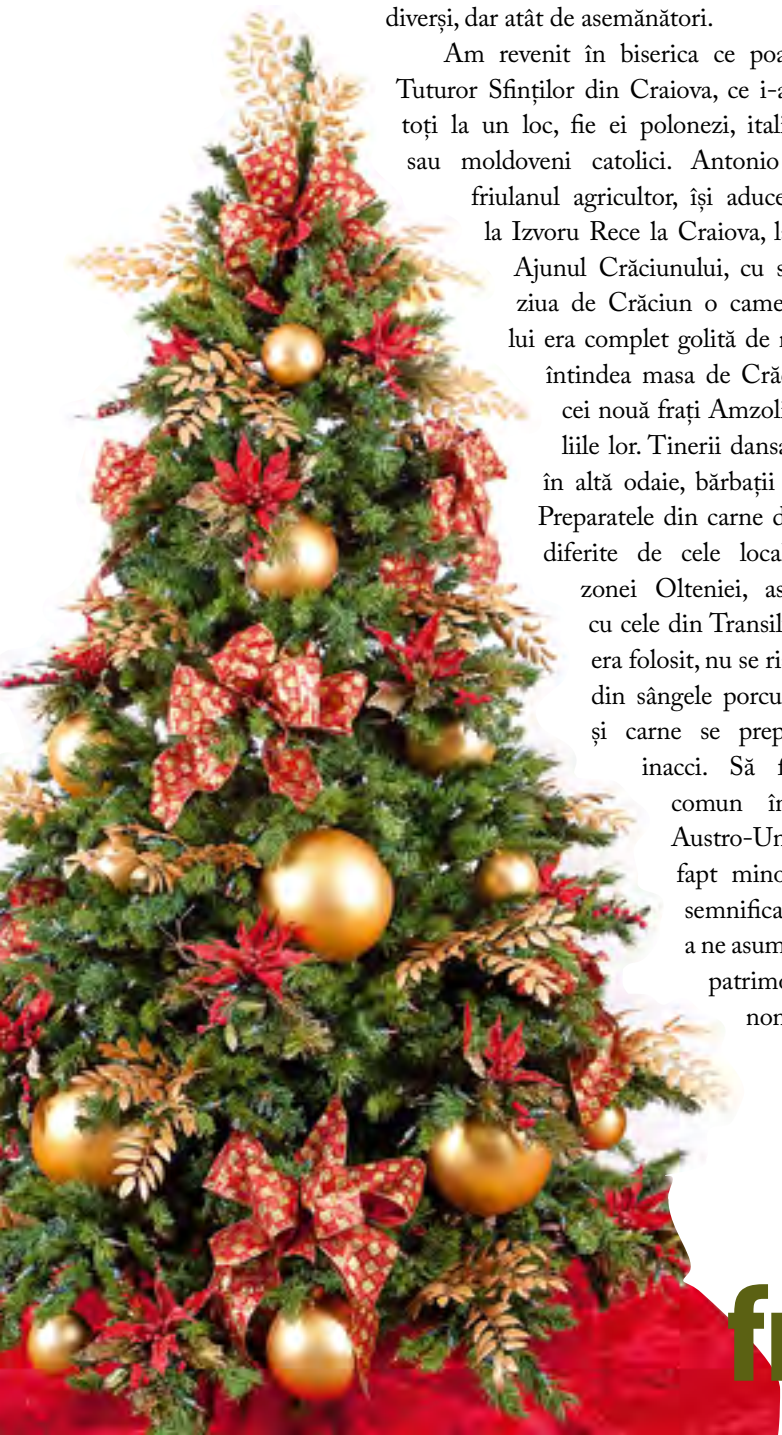 diverși, dar atât de asemănători.
Am revenit în biserica ce poa
Tuturor Sfinților din Craiova, ce i-a
toți la un loc, fie ei polonezi, itali
sau moldoveni catolici. Antonio
friulanul agricultor, își aduce
la Izvoru Rece la Craiova, l
Ajunul Crăciunului, cu s
ziua de Crăciun o came
lui era complet golită de
întindea masa de Cră
cei nouă frați Amzol
liile lor. Tinerii dansa
în altă odaie, bărbații
Preparatele din carne d
diferite de cele local
zonei Olteniei, as
cu cele din Transil
era folosit, nu se ri
din sângele porcu
și carne se prep
inacci. Să f
comun în
Austro-Un
fapt mino
semnifica
a ne asum
patrimo
non
fr